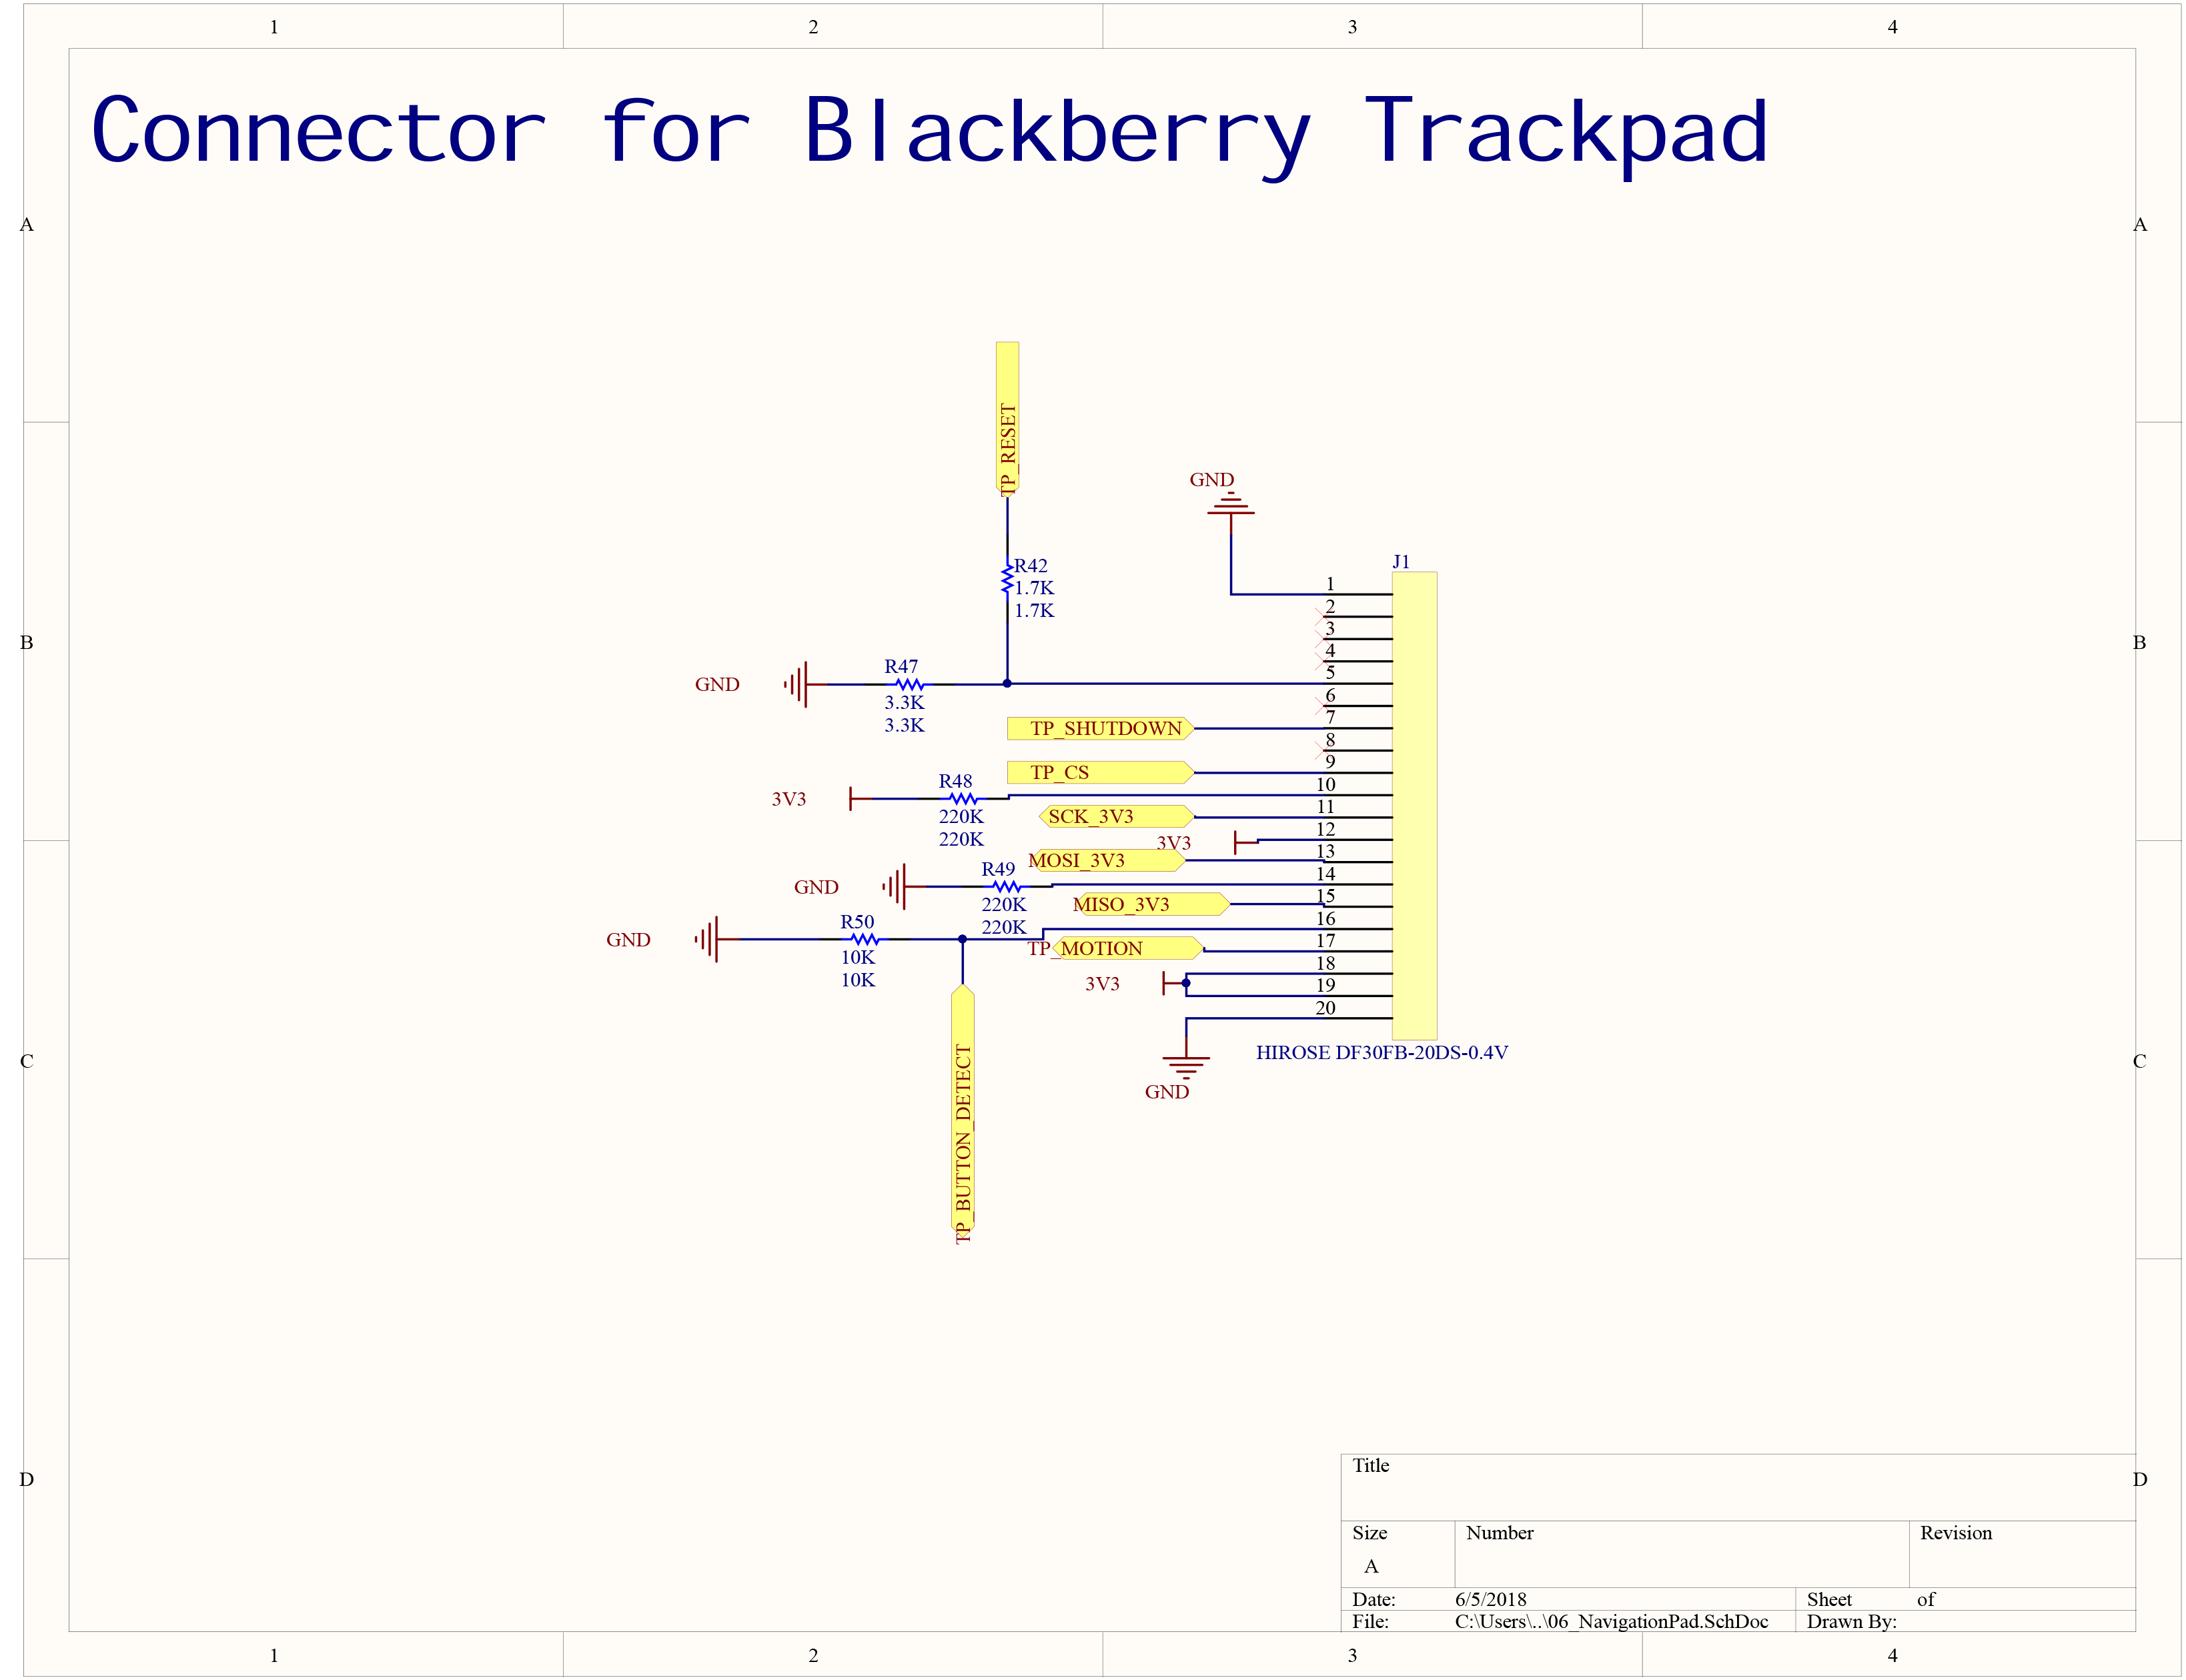 1 2 3 4
Connector for Blackberry Trackpad
A A
TP_RESET
GND
J1
R42
1.7K
1.7K
1
2
3
4
5
6
7
8
9
10
11
12
13
14
15
16
17
18
19
20
B B
R47
GND
3.3K
3.3K
TP_SHUTDOWN
TP_CS
R48
3V3
220K
220K
SCK_3V3
3V3
MOSI_3V3
R49
GND
220K
220K
MISO_3V3
R50
GND
10K
10K
TP_MOTION
3V3
HIROSE DF30FB-20DS-0.4V
C C
GND
TP_BUTTON_DETECT
D D
Title
Size Number Revision
A
Date: 6/5/2018 Sheet of
File: C:\Users\..\06_NavigationPad.SchDoc Drawn By:
1 2 3 4